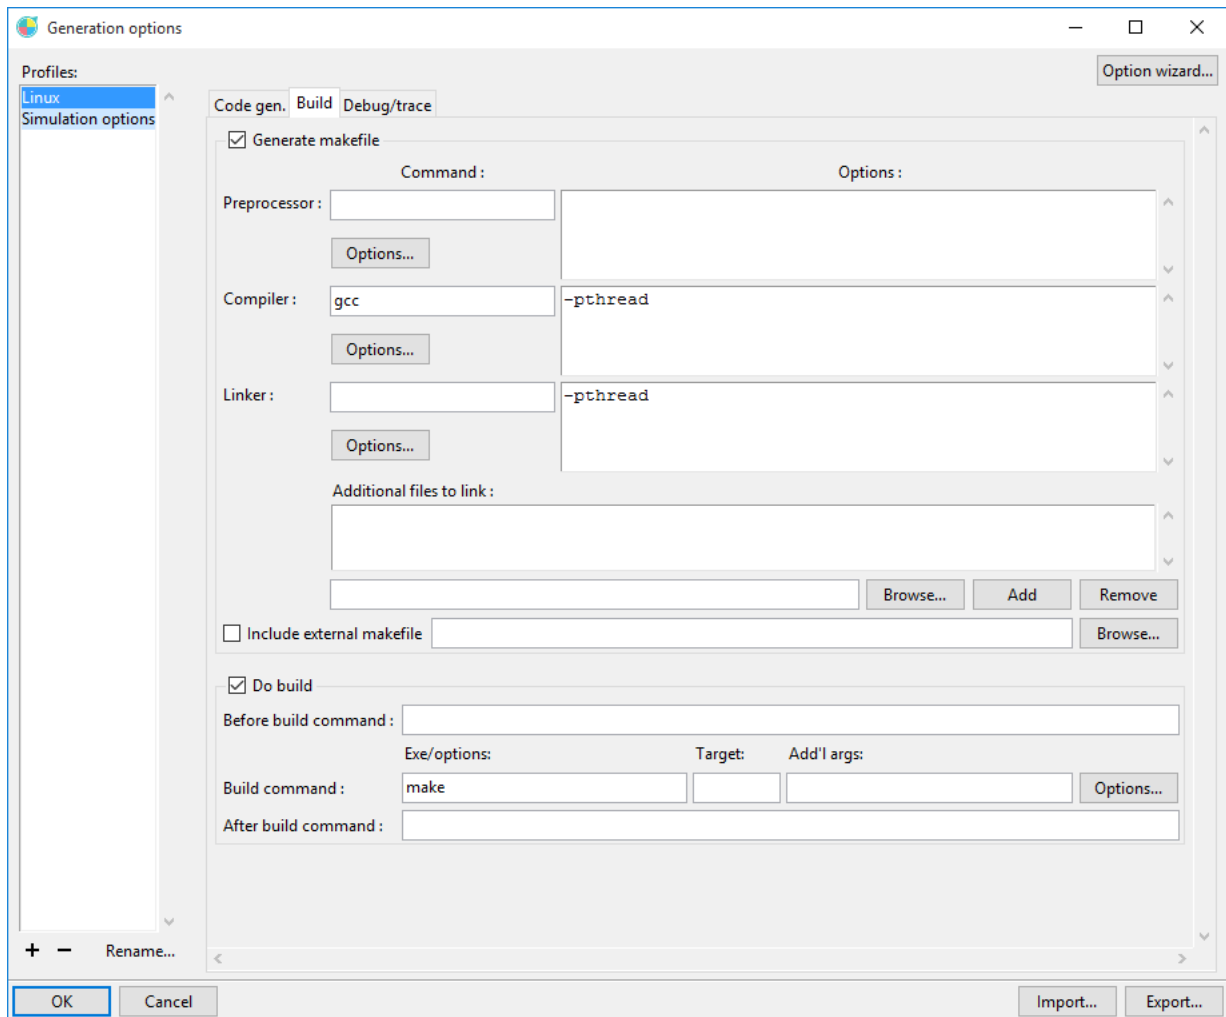 Generation options
Profiles:
Option wizard...
Linux
Simulation options
Code gen. Build Debug/trace
Generate makefile
Command : Options :
Preprocessor :
Options...
Compiler : gcc -pthread
Options...
Linker : -pthread
Options...
Additional files to link :
Browse... Add Remove
Include external makefile Browse...
Do build
Before build command :
Exe/options: Target: Add'l args:
Build command : make Options...
After build command :
+ − Rename...
OK Cancel Import... Export...